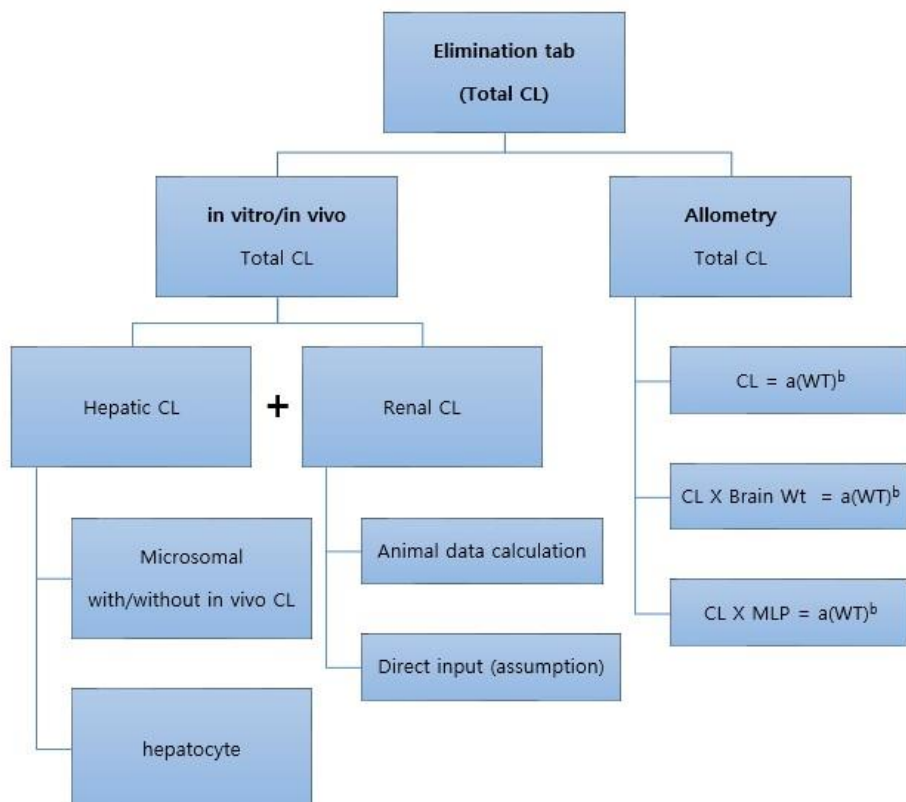 Elimination tab
(Total CL)
in vitro/in vivo
Total CL
Allometry
Total CL
Hepatic CL
+
Renal CL
CL = a(WT)ᵇ
CL X Brain Wt = a(WT)ᵇ
CL X MLP = a(WT)ᵇ
Microsomal
with/without in vivo CL
hepatocyte
Animal data calculation
Direct input (assumption)